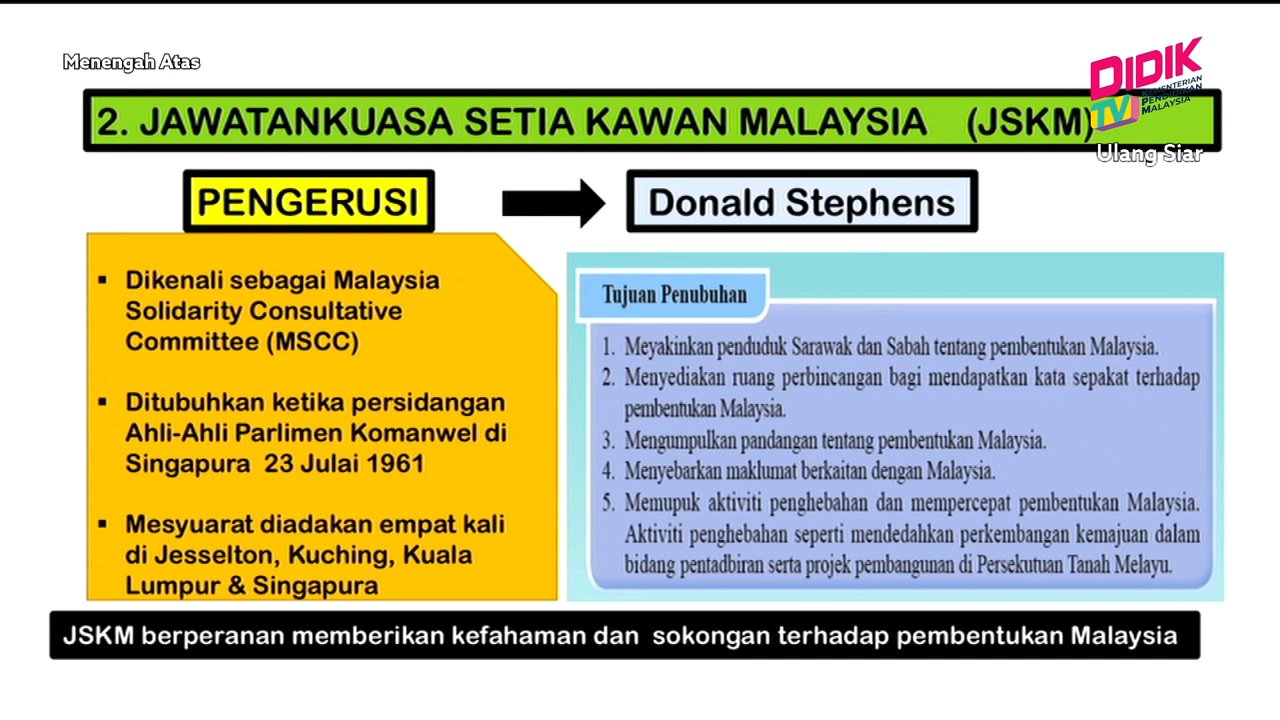 Menengah Atas
DIDIK
TV
KEMENTERIAN
PENDIDIKAN
MALAYSIA
Ulang Siar
2. JAWATANKUASA SETIA KAWAN MALAYSIA (JSKM)
PENGERUSI
Donald Stephens
▪ Dikenali sebagai Malaysia
Solidarity Consultative
Committee (MSCC)
▪ Ditubuhkan ketika persidangan
Ahli-Ahli Parlimen Komanwel di
Singapura 23 Julai 1961
▪ Mesyuarat diadakan empat kali
di Jesselton, Kuching, Kuala
Lumpur & Singapura
Tujuan Penubuhan
1. Meyakinkan penduduk Sarawak dan Sabah tentang pembentukan Malaysia.
2. Menyediakan ruang perbincangan bagi mendapatkan kata sepakat terhadap
pembentukan Malaysia.
3. Mengumpulkan pandangan tentang pembentukan Malaysia.
4. Menyebarkan maklumat berkaitan dengan Malaysia.
5. Memupuk aktiviti penghebahan dan mempercepat pembentukan Malaysia.
Aktiviti penghebahan seperti mendedahkan perkembangan kemajuan dalam
bidang pentadbiran serta projek pembangunan di Persekutuan Tanah Melayu.
JSKM berperanan memberikan kefahaman dan sokongan terhadap pembentukan Malaysia